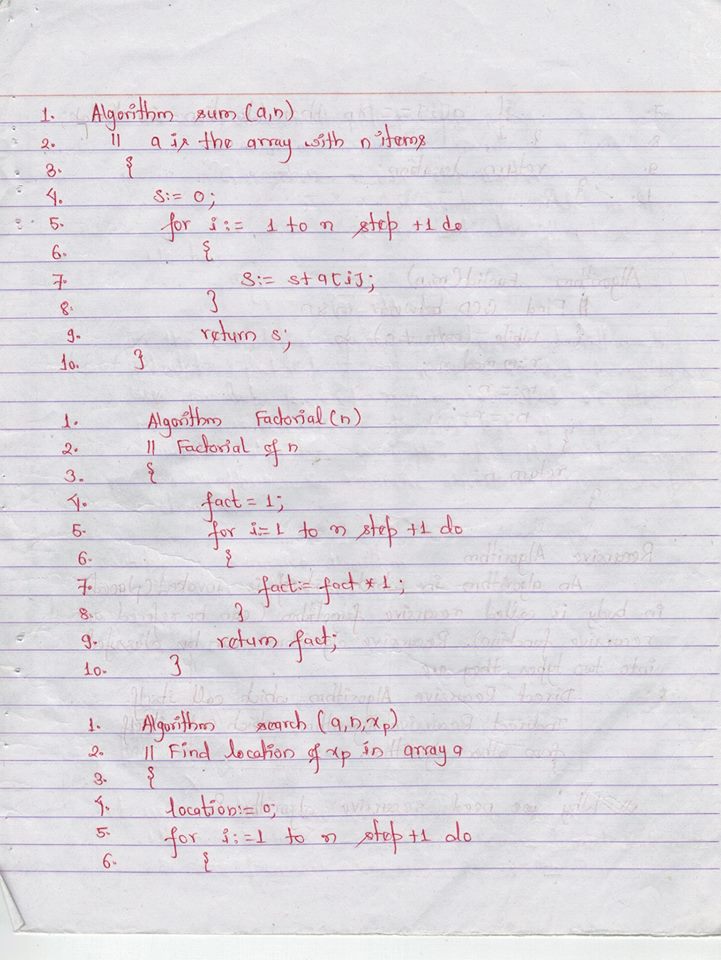 1. Algorithm sum (a,n)
2. || a is the array with n items
3. {
4. s:= 0;
5. for i:= 1 to n step +1 do
6. {
7. s:= s+a[i];
8. }
9. return s;
10. }
1. Algorithm Factorial (n)
2. || Factorial of n
3. {
4. fact = 1;
5. for i=1 to n step +1 do
6. {
7. fact:= fact * 1;
8. }
9. return fact;
10. }
1. Algorithm search (a,n,xp)
2. || Find location of xp in array a
3. {
4. location:= 0;
5. for i:=1 to n step +1 do
6. {